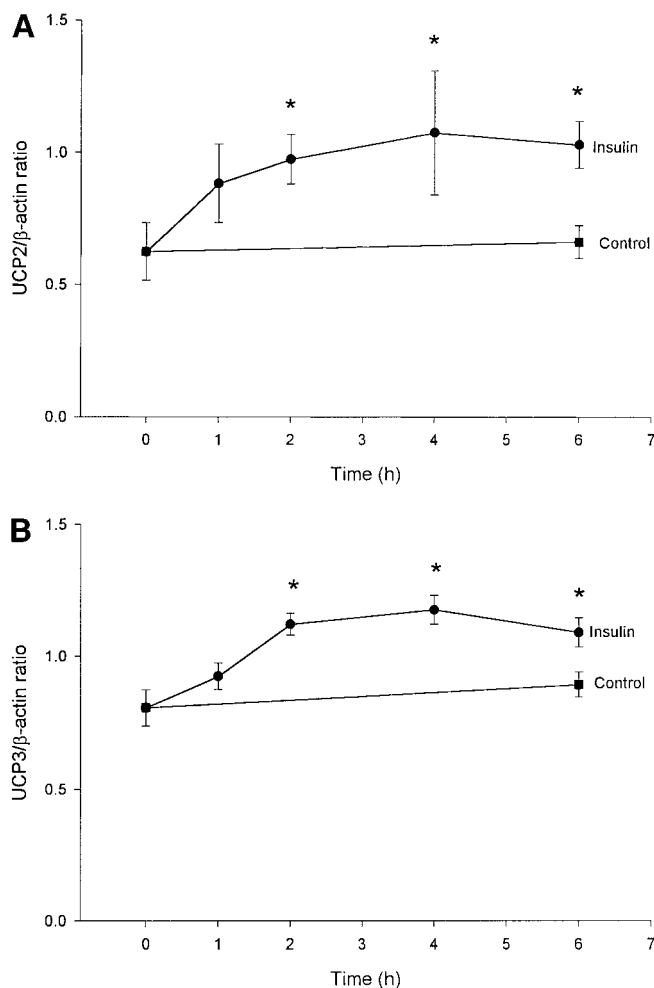 A
1.5
*
*
*
1.0
Insulin
UCP2/β-actin ratio
Control
0.5
0.0
0 1 2 3 4 5 6 7
Time (h)
B
1.5
*
*
*
Insulin
1.0
Control
UCP3/β-actin ratio
0.5
0.0
0 1 2 3 4 5 6 7
Time (h)